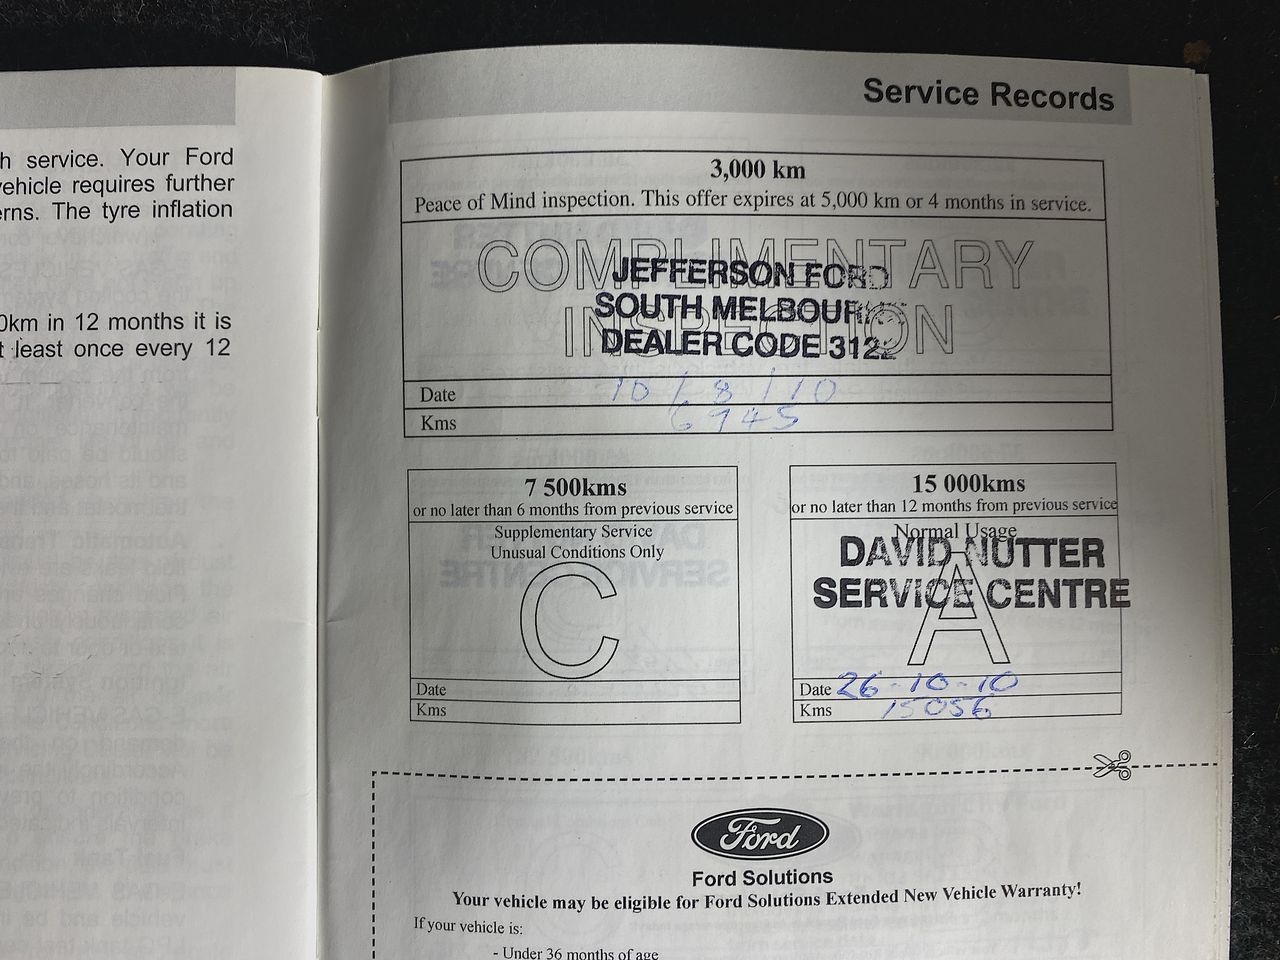 h service. Your Ford
vehicle requires further
erns. The tyre inflation
0km in 12 months it is
t least once every 12
Service Records
3,000 km
Peace of Mind inspection. This offer expires at 5,000 km or 4 months in service.
COMPLIMENTARY
INSPECTION
JEFFERSON FORD
SOUTH MELBOURNE
DEALER CODE 3122
Date 10/8/10
Kms 6945
7 500kms
or no later than 6 months from previous service
Supplementary Service
Unusual Conditions Only
C
Date
Kms
15 000kms
or no later than 12 months from previous service
Normal Usage
A
DAVID NUTTER
SERVICE CENTRE
Date 26-10-10
Kms 15056
Ford
Ford Solutions
Your vehicle may be eligible for Ford Solutions Extended New Vehicle Warranty!
If your vehicle is:
- Under 36 months of age